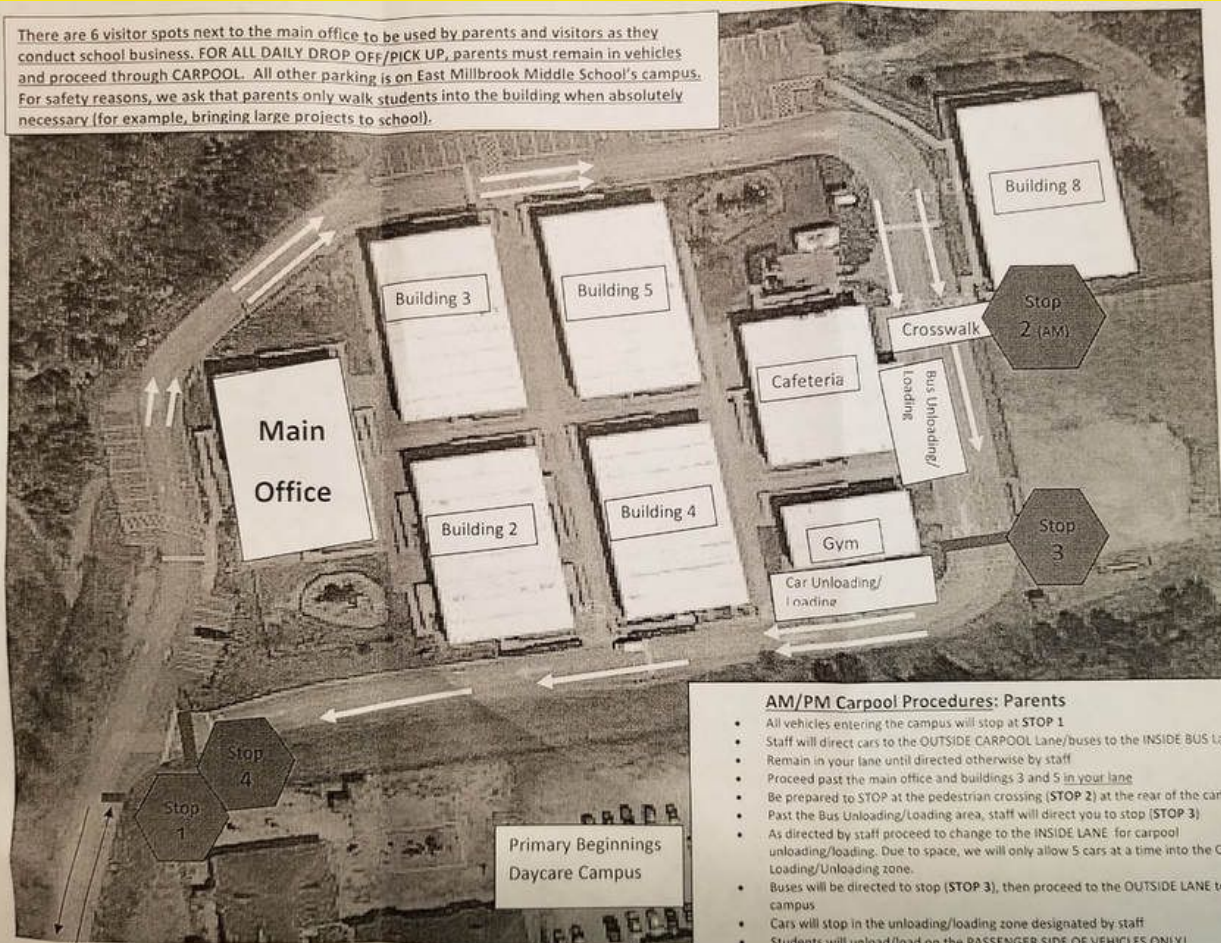 There are 6 visitor spots next to the main office to be used by parents and visitors as they
conduct school business. FOR ALL DAILY DROP OFF/PICK UP, parents must remain in vehicles
and proceed through CARPOOL. All other parking is on East Millbrook Middle School's campus.
For safety reasons, we ask that parents only walk students into the building when absolutely
necessary (for example, bringing large projects to school).
Building 8
Building 3
Building 5
Stop
2 (AM)
Crosswalk
Cafeteria
Bus Unloading/
Loading
Main
Office
Building 2
Building 4
Gym
Stop
3
Car Unloading/
Loading
Stop
4
Stop
1
Primary Beginnings
Daycare Campus
AM/PM Carpool Procedures: Parents
• All vehicles entering the campus will stop at STOP 1
• Staff will direct cars to the OUTSIDE CARPOOL Lane/buses to the INSIDE BUS
• Remain in your lane until directed otherwise by staff
• Proceed past the main office and buildings 3 and 5 in your lane
• Be prepared to STOP at the pedestrian crossing (STOP 2) at the rear of the
• Past the Bus Unloading/Loading area, staff will direct you to stop (STOP 3)
• As directed by staff proceed to change to the INSIDE LANE for carpool
unloading/loading. Due to space, we will only allow 5 cars at a time into the
Loading/Unloading zone.
• Buses will be directed to stop (STOP 3), then proceed to the OUTSIDE LANE
campus
• Cars will stop in the unloading/loading zone designated by staff
• Students will unload/load on the PASSENGER SIDE OF VEHICLES ONLY!